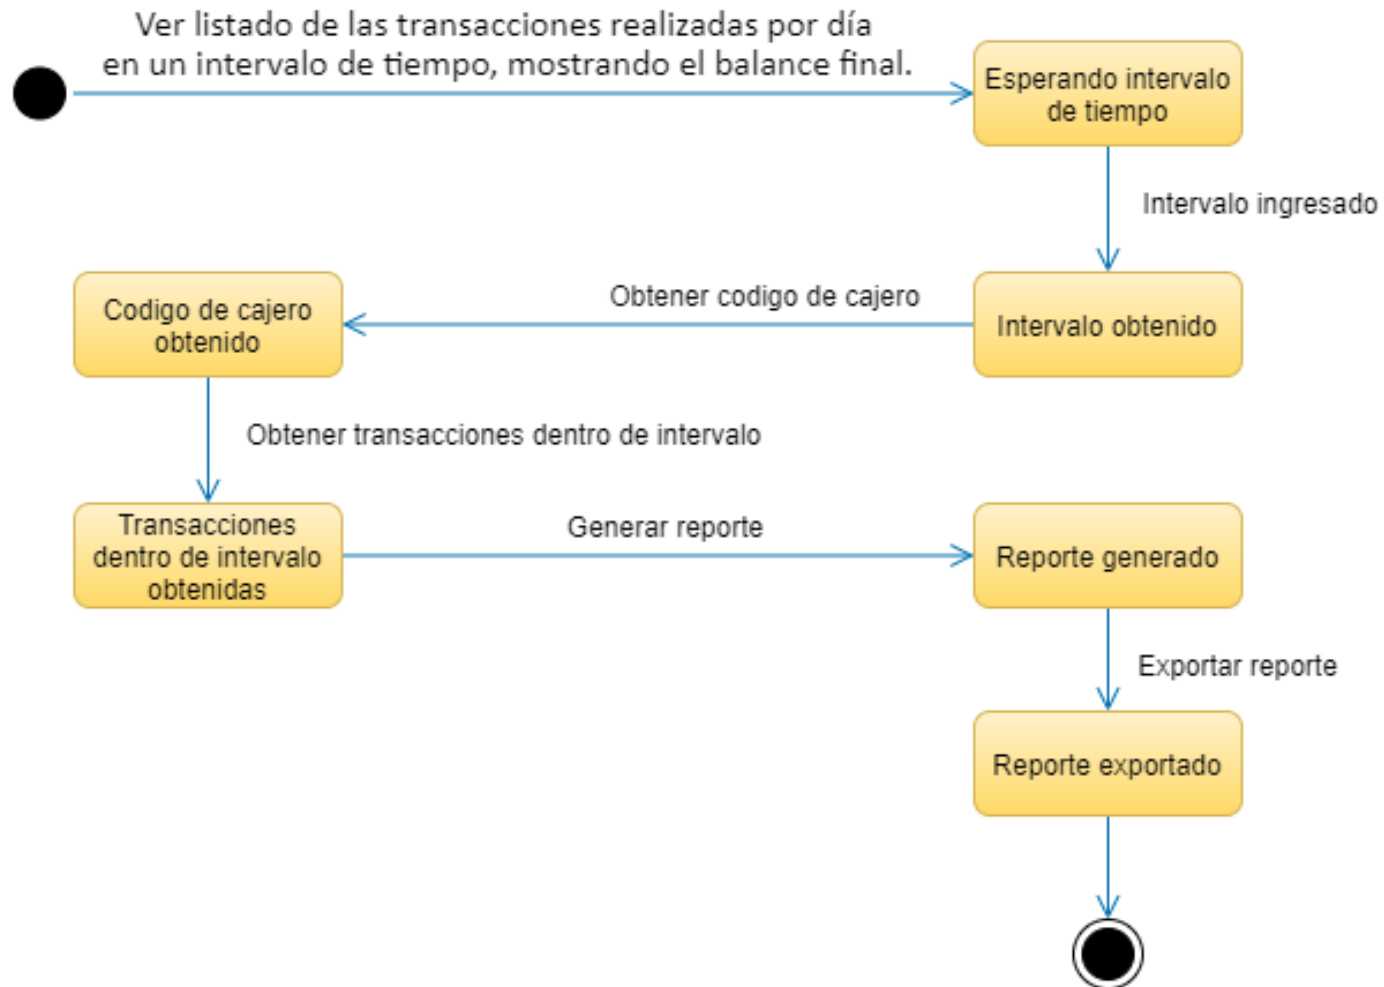 Ver listado de las transacciones realizadas por día
en un intervalo de tiempo, mostrando el balance final.
Esperando intervalo
de tiempo
Intervalo ingresado
Intervalo obtenido
Obtener codigo de cajero
Codigo de cajero
obtenido
Obtener transacciones dentro de intervalo
Transacciones
dentro de intervalo
obtenidas
Generar reporte
Reporte generado
Exportar reporte
Reporte exportado